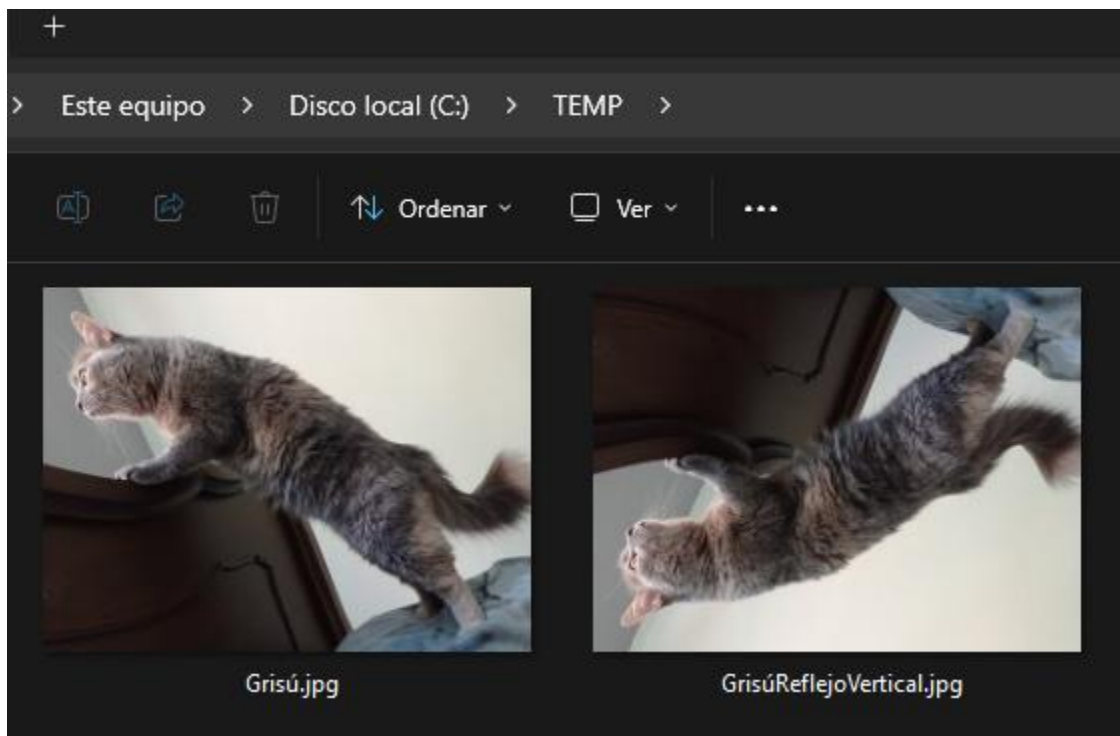 Este equipo > Disco local (C:) > TEMP >
Ordenar Ver
Grisú.jpg GrisúReflejoVertical.jpg